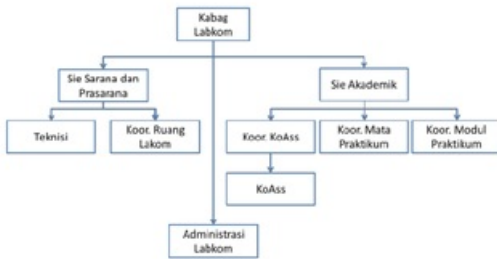 Kabag
Labkom
Sie Sarana dan
Prasarana
Sie Akademik
Teknisi
Koor. Ruang
Lakom
Koor. KoAss
Koor. Mata
Praktikum
Koor. Modul
Praktikum
KoAss
Administrasi
Labkom